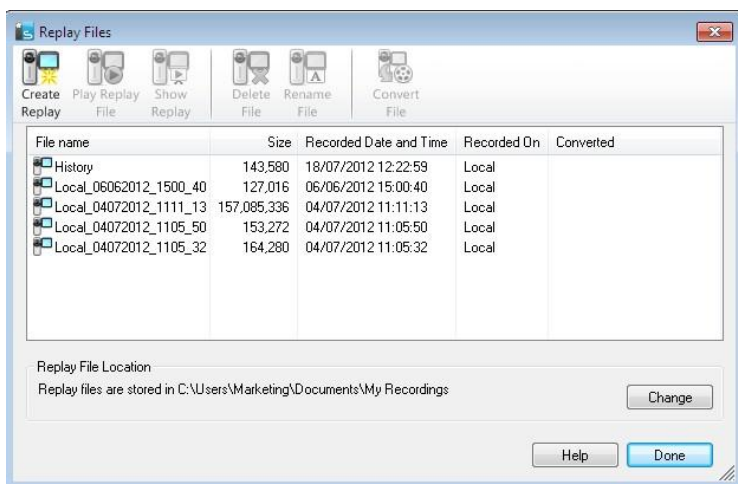 Replay Files
Create Replay
Play Replay File
Show Replay
Delete File
Rename File
Convert File
File name Size Recorded Date and Time Recorded On Converted
History 143,580 18/07/2012 12:22:59 Local
Local_06062012_1500_40 127,016 06/06/2012 15:00:40 Local
Local_04072012_1111_13 157,085,336 04/07/2012 11:11:13 Local
Local_04072012_1105_50 153,272 04/07/2012 11:05:50 Local
Local_04072012_1105_32 164,280 04/07/2012 11:05:32 Local
Replay File Location
Replay files are stored in C:\Users\Marketing\Documents\My Recordings
Change
Help Done